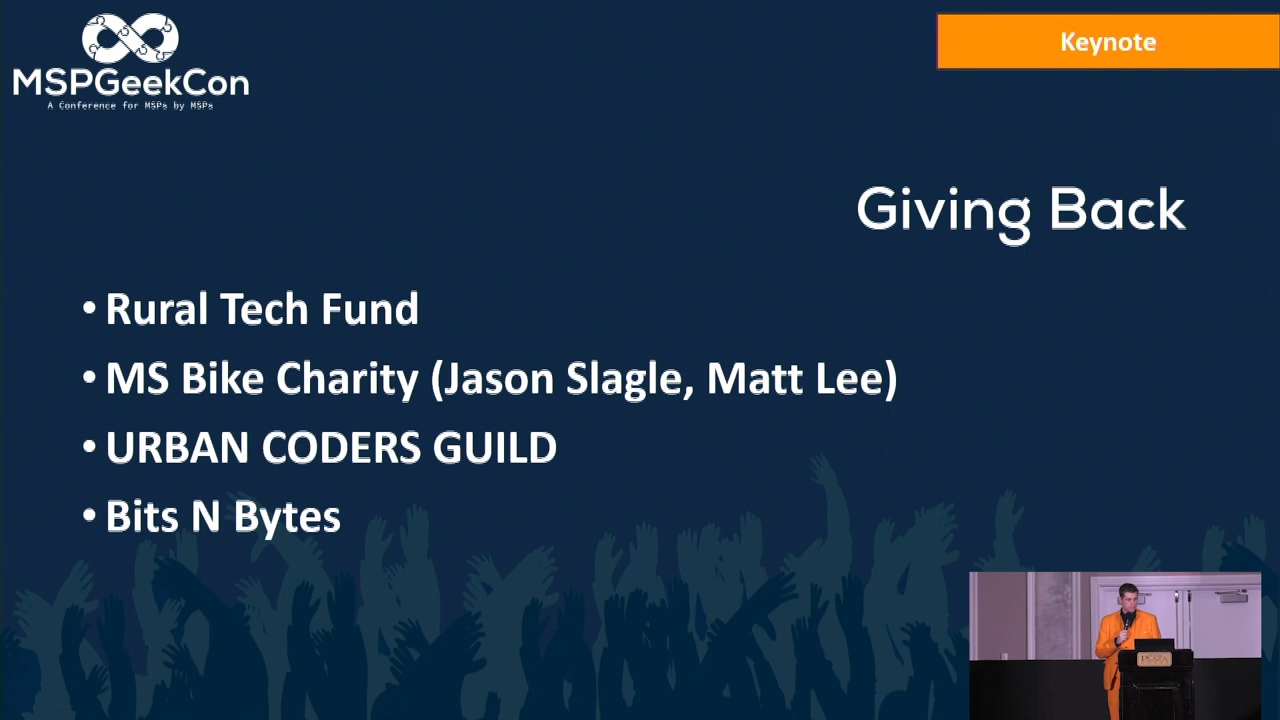 MSPGeekCon
A Conference for MSPs by MSPs
Keynote
Giving Back
• Rural Tech Fund
• MS Bike Charity (Jason Slagle, Matt Lee)
• URBAN CODERS GUILD
• Bits N Bytes